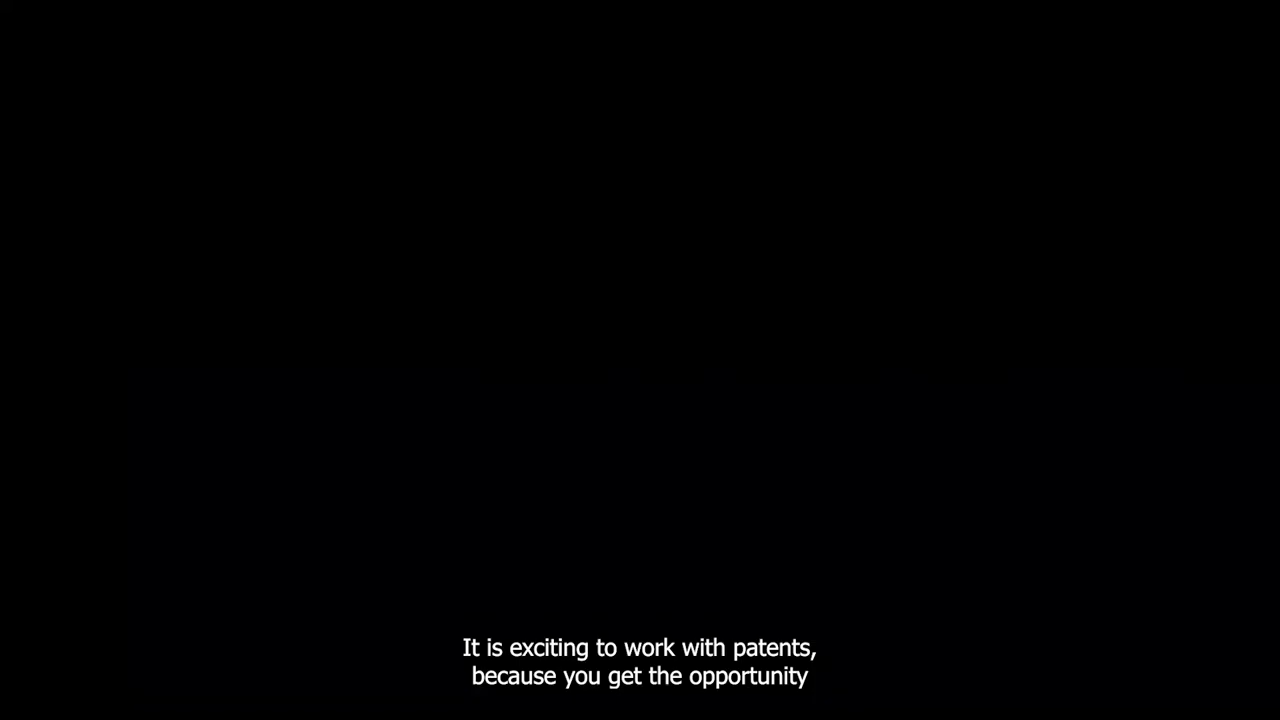 It is exciting to work with patents,
because you get the opportunity